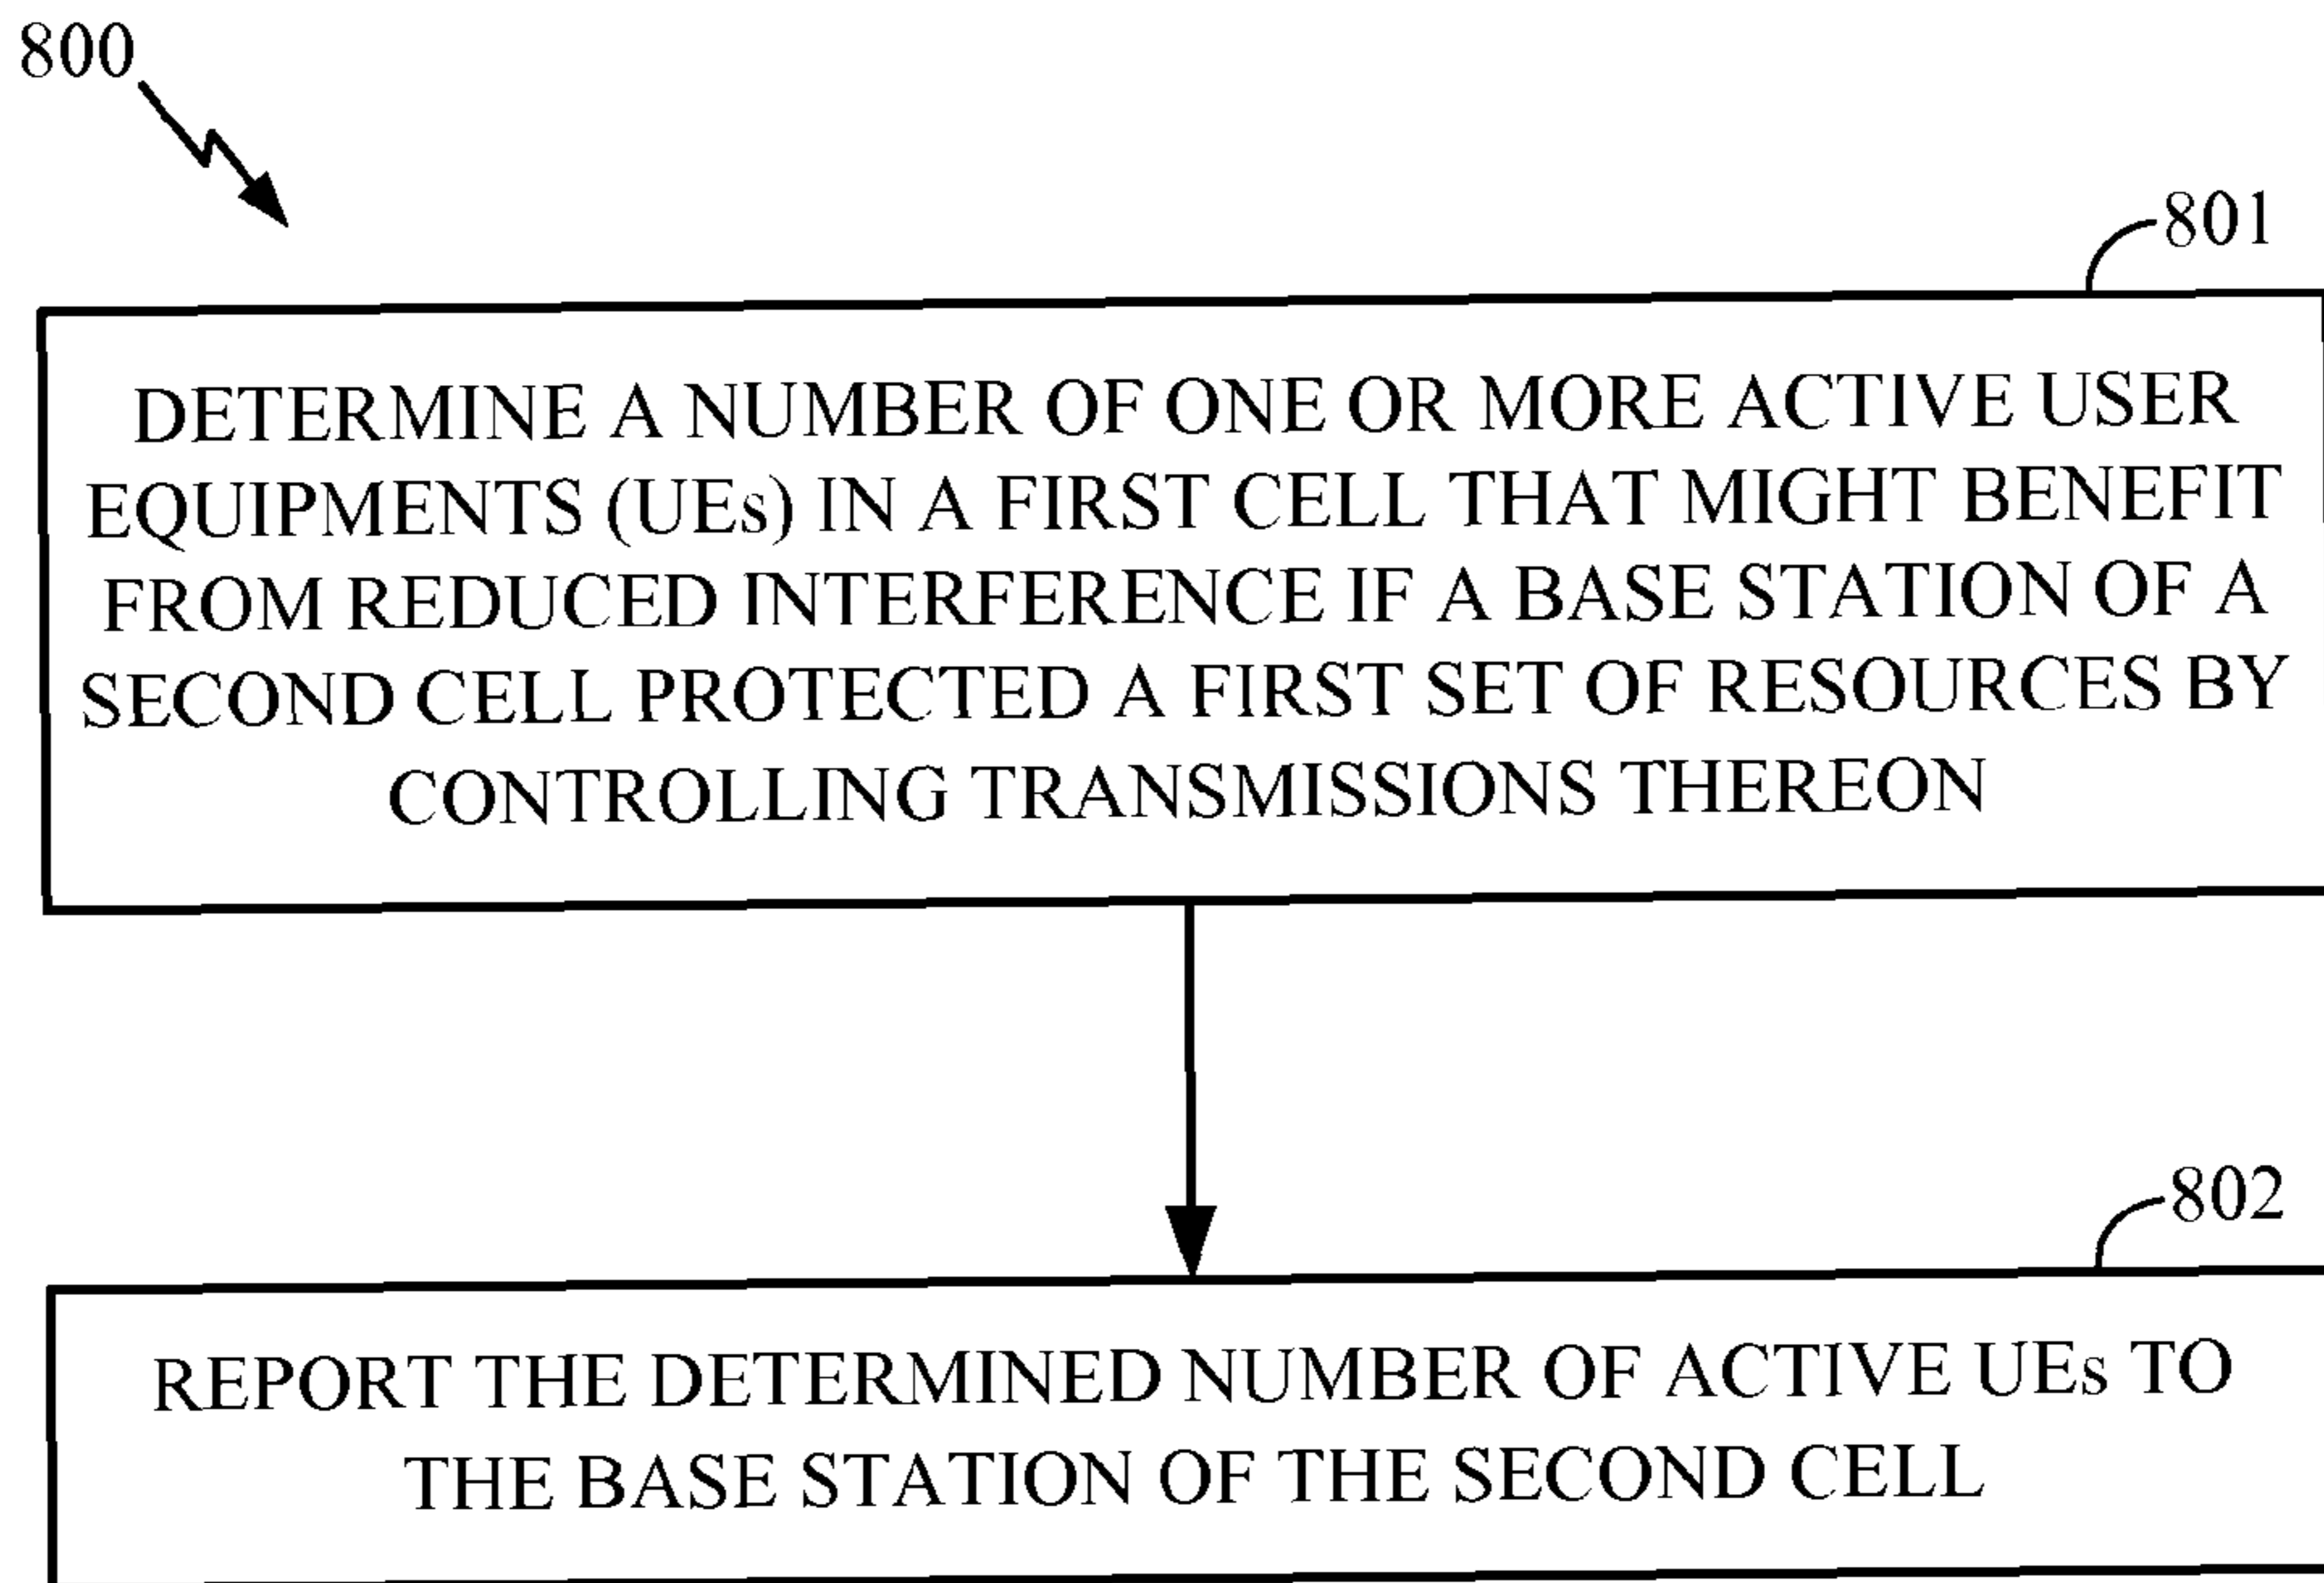 800
801
DETERMINE A NUMBER OF ONE OR MORE ACTIVE USER
EQUIPMENTS (UEs) IN A FIRST CELL THAT MIGHT BENEFIT
FROM REDUCED INTERFERENCE IF A BASE STATION OF A
SECOND CELL PROTECTED A FIRST SET OF RESOURCES BY
CONTROLLING TRANSMISSIONS THEREON
802
REPORT THE DETERMINED NUMBER OF ACTIVE UEs TO
THE BASE STATION OF THE SECOND CELL